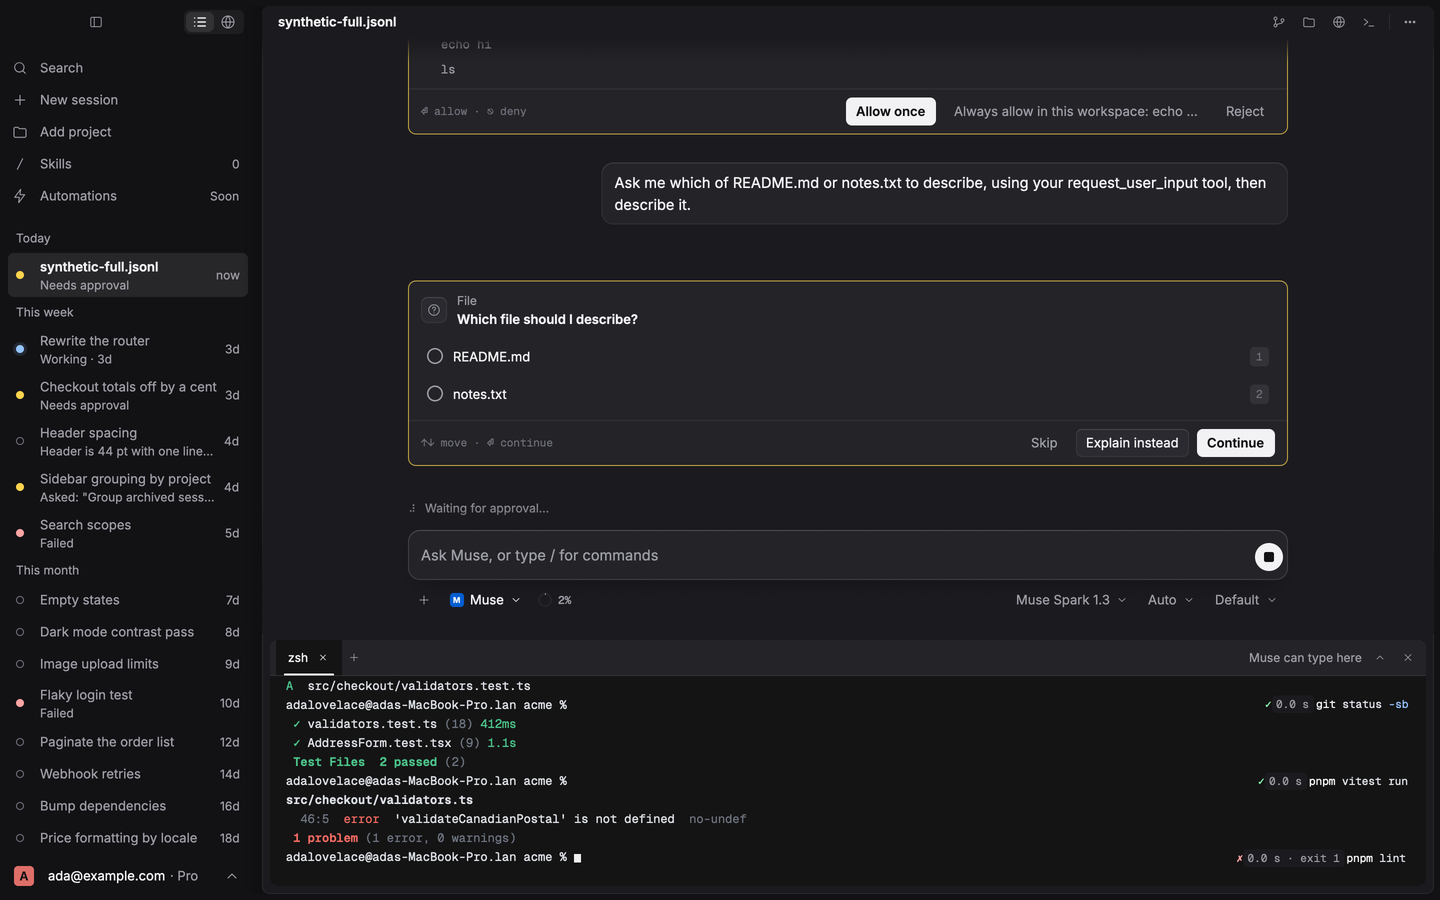 synthetic-full.jsonl
Search
New session
Add project
Skills 0
Automations Soon
Today
synthetic-full.jsonl now
Needs approval
This week
Rewrite the router 3d
Working · 3d
Checkout totals off by a cent 3d
Needs approval
Header spacing 4d
Header is 44 pt with one line...
Sidebar grouping by project 4d
Asked: "Group archived sess...
Search scopes 5d
Failed
This month
Empty states 7d
Dark mode contrast pass 8d
Image upload limits 9d
Flaky login test 10d
Failed
Paginate the order list 12d
Webhook retries 14d
Bump dependencies 16d
Price formatting by locale 18d
A ada@example.com · Pro
echo hi
ls
allow · deny Allow once Always allow in this workspace: echo ... Reject
Ask me which of README.md or notes.txt to describe, using your request_user_input tool, then
describe it.
File
Which file should I describe?
README.md 1
notes.txt 2
move · continue Skip Explain instead Continue
Waiting for approval...
Ask Muse, or type / for commands
M Muse 2% Muse Spark 1.3 Auto Default
zsh Muse can type here
A src/checkout/validators.test.ts
adalovelace@adas-MacBook-Pro.lan acme % ✓ 0.0 s git status -sb
✓ validators.test.ts (18) 412ms
✓ AddressForm.test.tsx (9) 1.1s
Test Files 2 passed (2)
adalovelace@adas-MacBook-Pro.lan acme % ✓ 0.0 s pnpm vitest run
src/checkout/validators.ts
46:5 error 'validateCanadianPostal' is not defined no-undef
1 problem (1 error, 0 warnings)
adalovelace@adas-MacBook-Pro.lan acme % ✗ 0.0 s · exit 1 pnpm lint